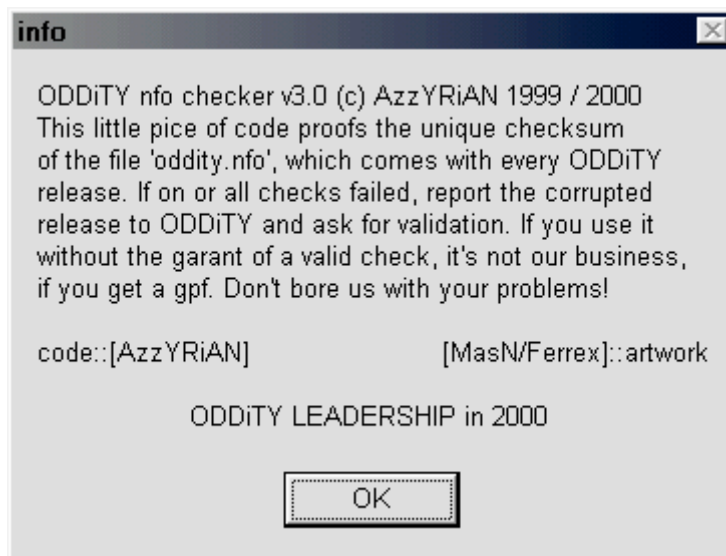 info
ODDiTY nfo checker v3.0 (c) AzzYRiAN 1999 / 2000
This little pice of code proofs the unique checksum
of the file 'oddity.nfo', which comes with every ODDiTY
release. If on or all checks failed, report the corrupted
release to ODDiTY and ask for validation. If you use it
without the garant of a valid check, it's not our business,
if you get a gpf. Don't bore us with your problems!
code::[AzzYRiAN] [MasN/Ferrex]::artwork
ODDiTY LEADERSHIP in 2000
OK